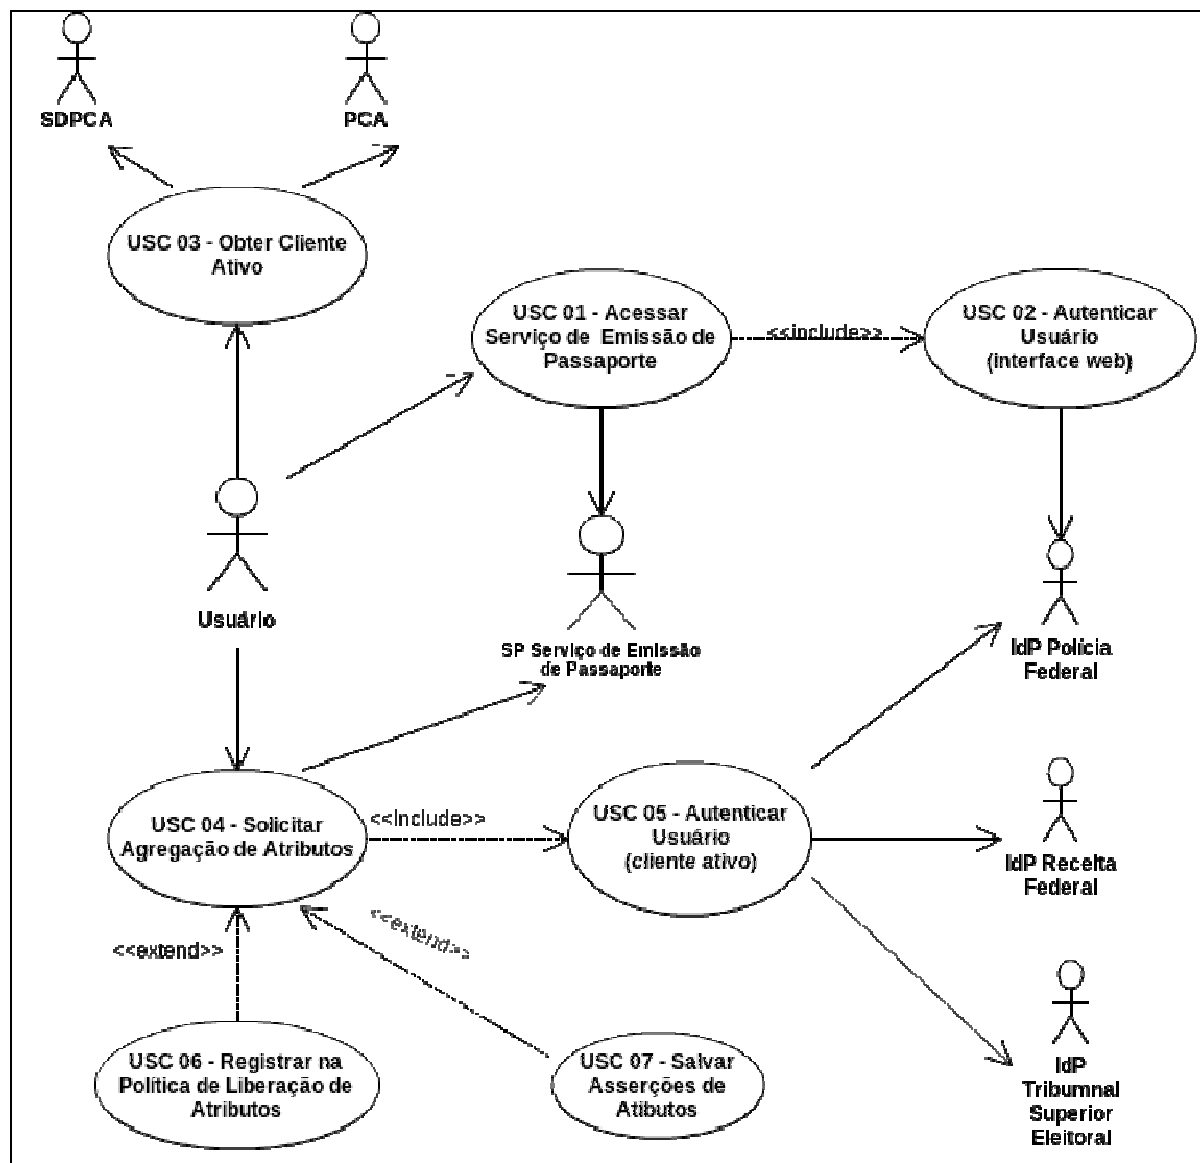 SDPCA
PCA
USC 03 - Obter Cliente
Ativo
USC 01 - Acessar
Serviço de Emissão de
Passaporte
<<include>>
USC 02 - Autenticar
Usuário
(interface web)
Usuário
SP Serviço de Emissão
de Passaporte
IdP Polícia
Federal
USC 04 - Solicitar
Agregação de Atributos
<<include>>
USC 05 - Autenticar
Usuário
(cliente ativo)
IdP Receita
Federal
<<extend>>
<<extend>>
USC 06 - Registrar na
Política de Liberação de
Atributos
USC 07 - Salvar
Asserções de
Atibutos
IdP
Tribumnal
Superior
Eleitoral